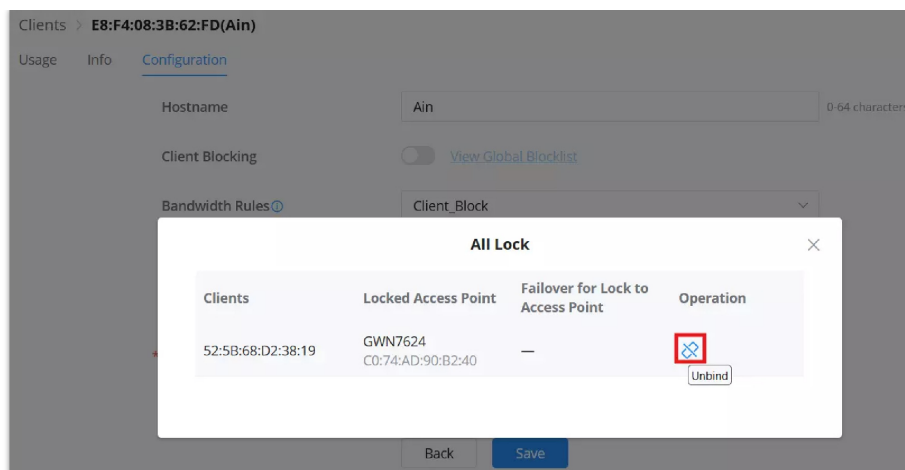 Clients > E8:F4:08:3B:62:FD(Ain)
Usage Info Configuration
Hostname Ain 0-64 characters
Client Blocking View Global Blocklist
Bandwidth Rules Client_Block
All Lock
Clients Locked Access Point Failover for Lock to Access Point Operation
52:5B:68:D2:38:19 GWN7624 —
C0:74:AD:90:B2:40
Unbind
*
Back Save